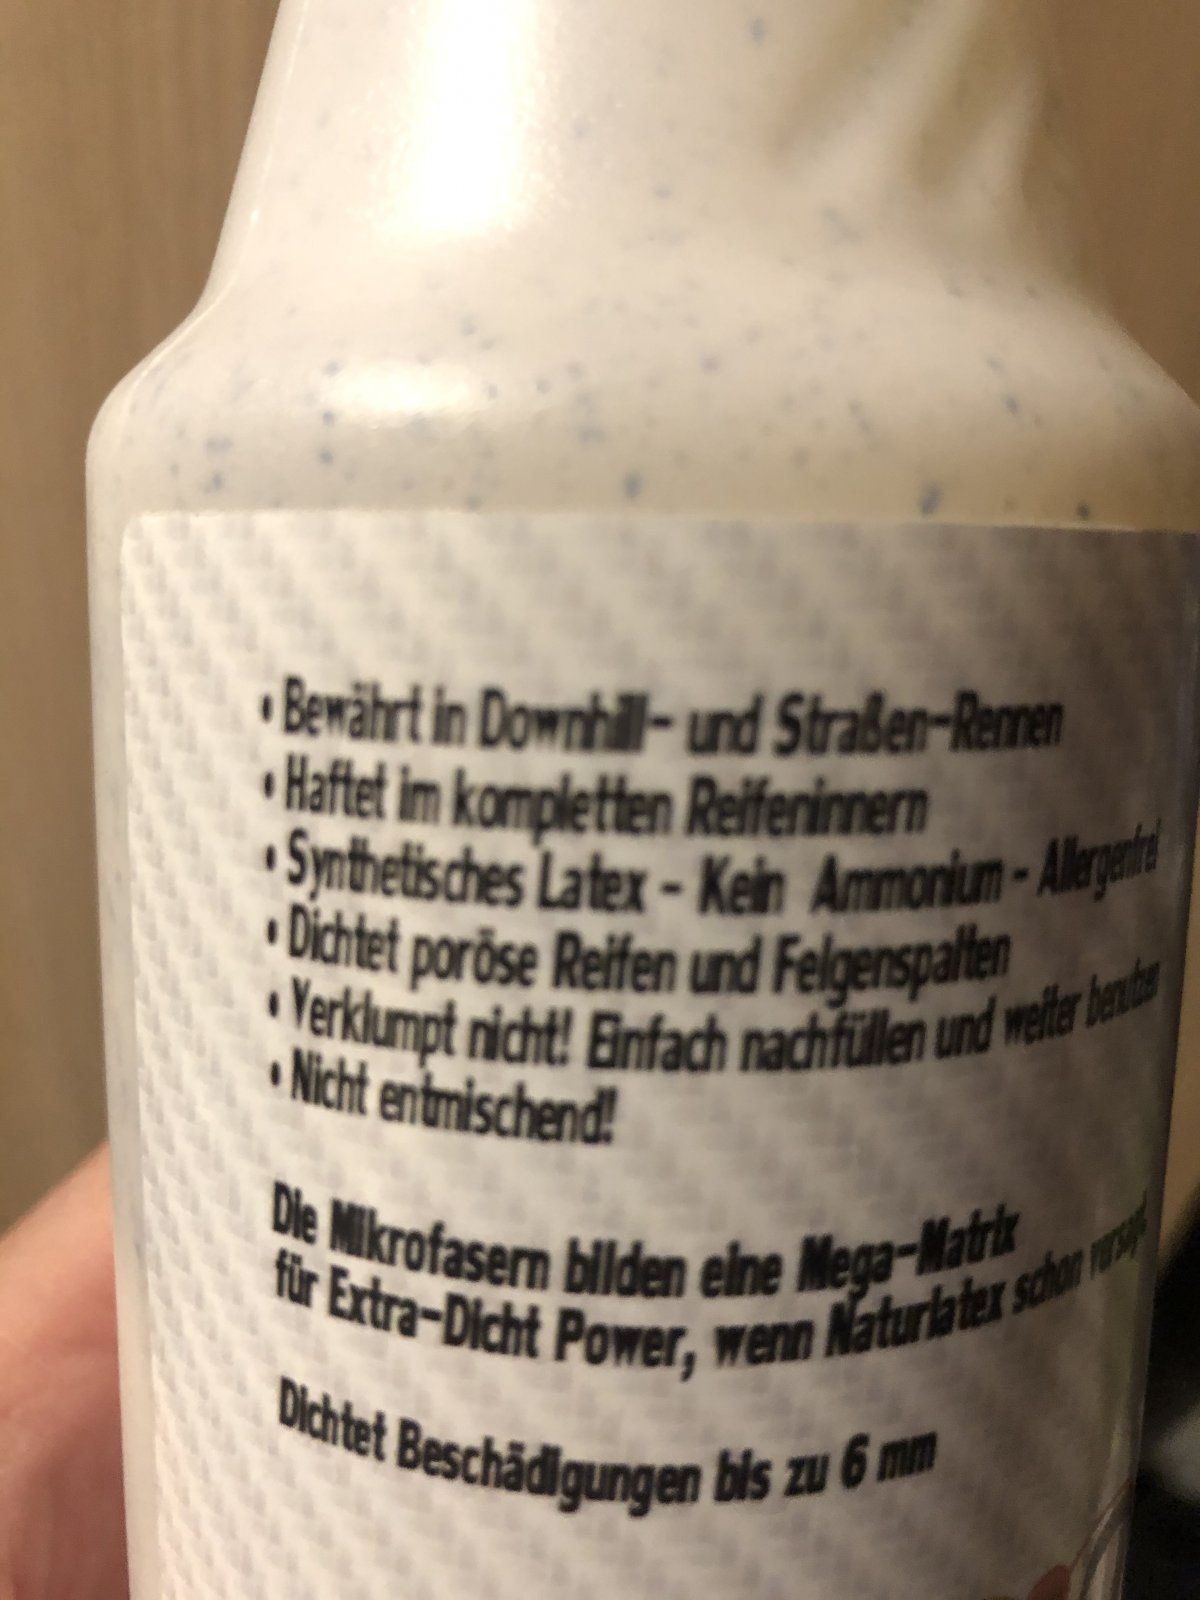 • Bewährt in Downhill- und Straßen-Rennen
• Haftet im kompletten Reifeninnern
• Synthetisches Latex - Kein Ammonium - Allergenfrei
• Dichtet poröse Reifen und Felgenspalten
• Verklumpt nicht! Einfach nachfüllen und weiter benutzen
• Nicht entmischend!
Die Mikrofasern bilden eine Mega-Matrix
für Extra-Dicht Power, wenn Naturlatex schon versagt
Dichtet Beschädigungen bis zu 6 mm